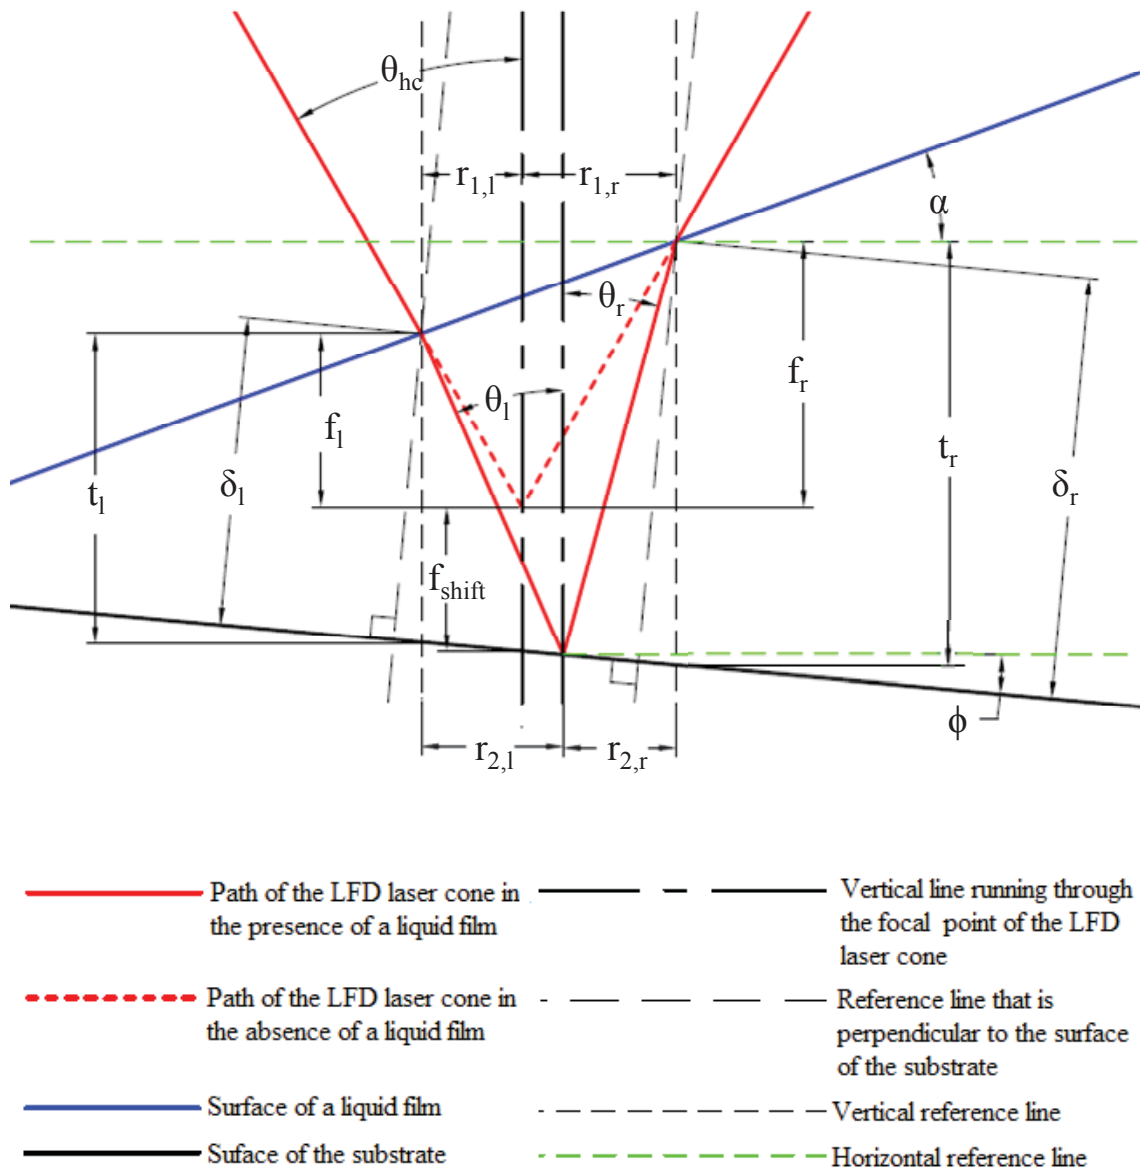 θhc
r1,l r1,r
α
θr
fr
θl
fl
tr
tl
δl
δr
fshift
ϕ
r2,l r2,r
Path of the LFD laser cone in
the presence of a liquid film
Vertical line running through
the focal point of the LFD
laser cone
Path of the LFD laser cone in
the absence of a liquid film
Reference line that is
perpendicular to the surface
of the substrate
Surface of a liquid film
Vertical reference line
Suface of the substrate
Horizontal reference line